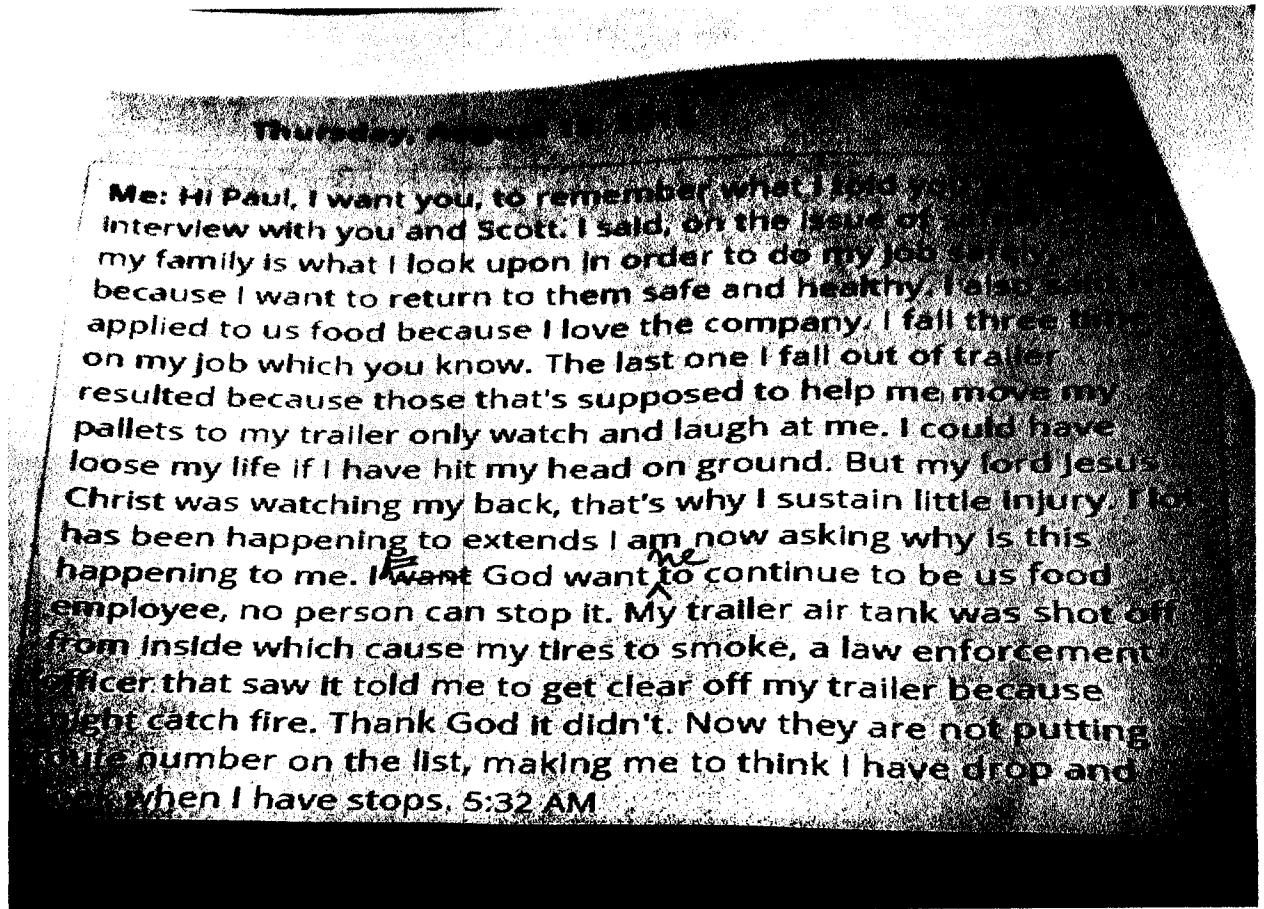 Thursday, August
Me: Hi Paul, I want you, to remember what I told you
interview with you and Scott. I said, on the issue of
my family is what I look upon in order to do my job safely,
because I want to return to them safe and healthy. I also
applied to us food because I love the company. I fall three
on my job which you know. The last one I fall out of trailer
resulted because those that's supposed to help me move my
pallets to my trailer only watch and laugh at me. I could have
loose my life if I have hit my head on ground. But my lord Jesus
Christ was watching my back, that's why I sustain little injury.
has been happening to extends I am now asking why is this
happening to me. God want me to continue to be us food
employee, no person can stop it. My trailer air tank was shot off
from inside which cause my tires to smoke, a law enforcement
officer that saw it told me to get clear off my trailer because
might catch fire. Thank God it didn't. Now they are not putting
number on the list, making me to think I have drop and
when I have stops. 5:32 AM